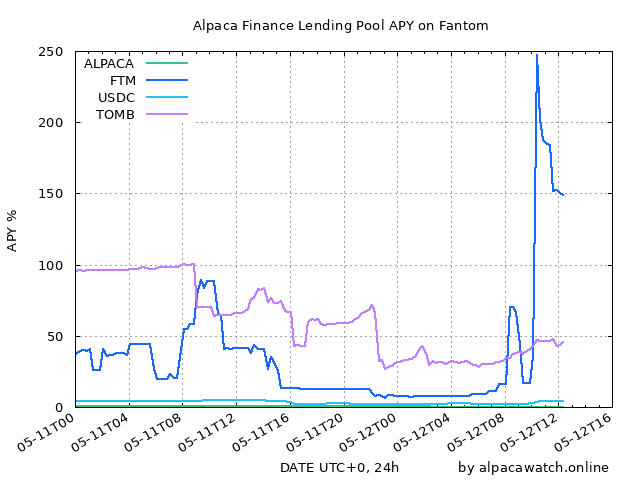 Alpaca Finance Lending Pool APY on Fantom
250
200
150
100
50
0
APY %
ALPACA
FTM
USDC
TOMB
05-11T00
05-11T04
05-11T08
05-11T12
05-11T16
05-11T20
05-12T00
05-12T04
05-12T08
05-12T12
05-12T16
DATE UTC+0, 24h
by alpacawatch.online